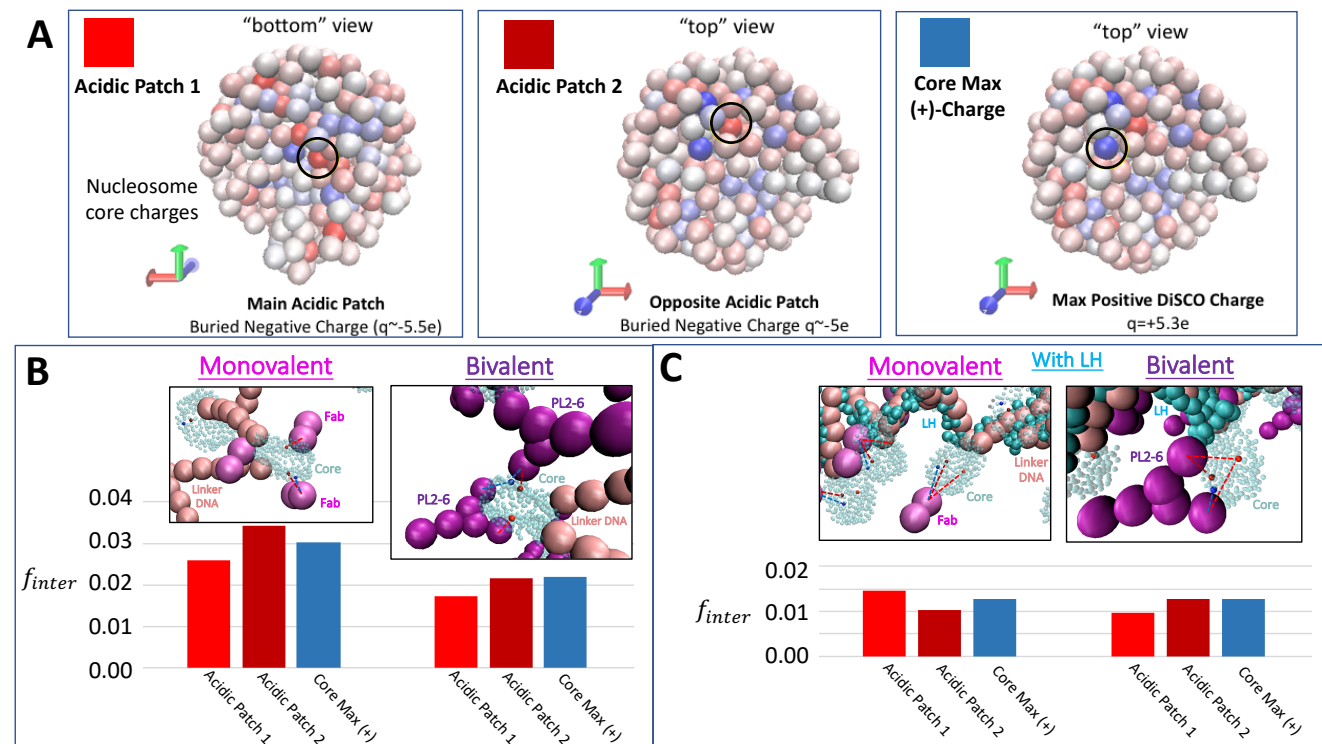 A
"bottom" view
Acidic Patch 1
Nucleosome
core charges
Main Acidic Patch
Buried Negative Charge (q~-5.5e)
"top" view
Acidic Patch 2
Opposite Acidic Patch
Buried Negative Charge q~-5e
"top" view
Core Max
(+)-Charge
Max Positive DiSCO Charge
q=+5.3e
B
Monovalent
Bivalent
Fab
Core
Linker
DNA
Fab
PL2-6
Core
PL2-6
Linker DNA
0.04
0.03
0.02
0.01
0.00
f_inter
Acidic Patch 1
Acidic Patch 2
Core Max (+)
Acidic Patch 1
Acidic Patch 2
Core Max (+)
C
Monovalent
With LH
Bivalent
LH
Linker
DNA
Core
Fab
LH
PL2-6
Core
0.02
0.01
0.00
f_inter
Acidic Patch 1
Acidic Patch 2
Core Max (+)
Acidic Patch 1
Acidic Patch 2
Core Max (+)